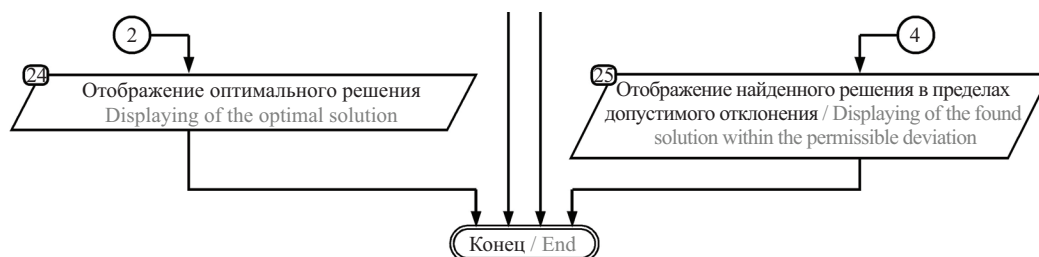 2
4
24
Отображение оптимального решения
Displaying of the optimal solution
25
Отображение найденного решения в пределах
допустимого отклонения / Displaying of the found
solution within the permissible deviation
Конец / End